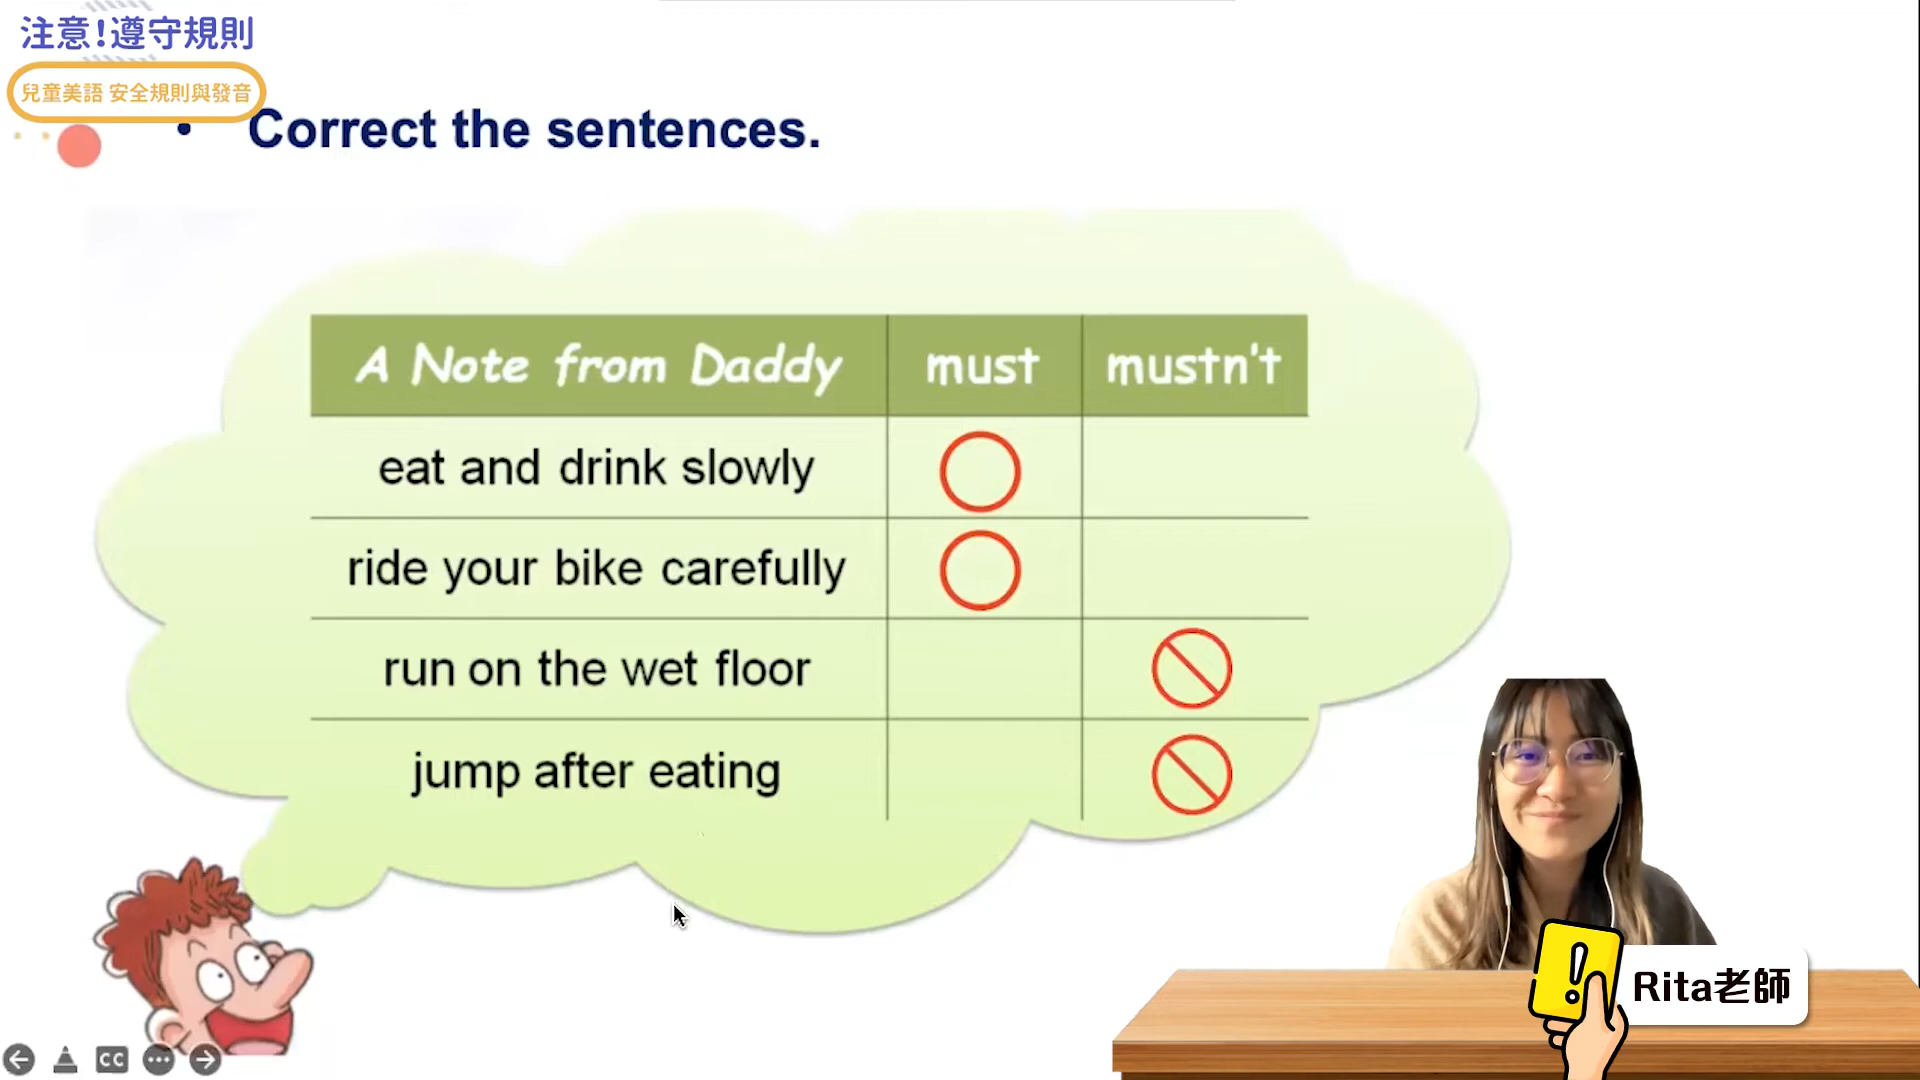 注意!遵守規則
兒童美語 安全規則與發音
• Correct the sentences.
A Note from Daddy must mustn't
eat and drink slowly
ride your bike carefully
run on the wet floor
jump after eating
!
Rita老師
CC